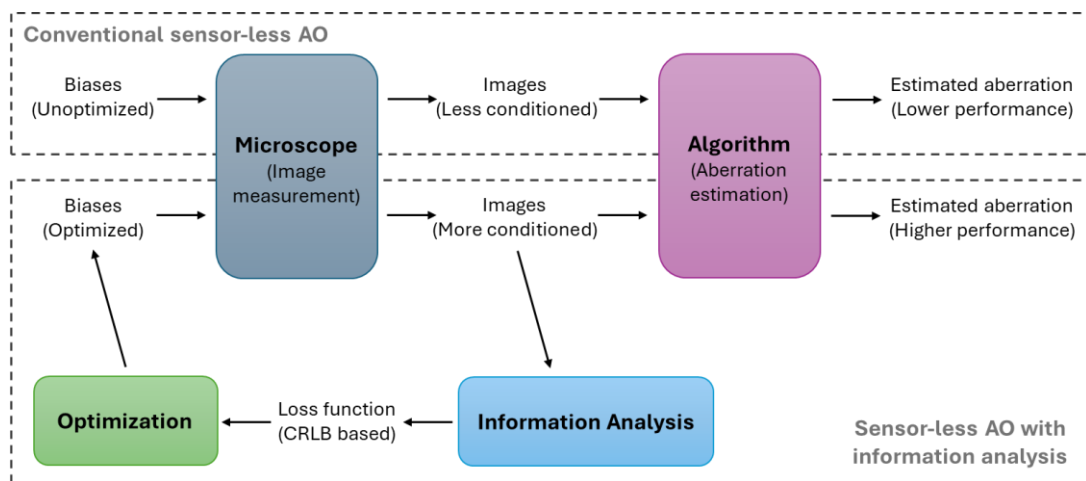 Conventional sensor-less AO
Biases
(Unoptimized)
Microscope
(Image
measurement)
Images
(Less conditioned)
Algorithm
(Aberration
estimation)
Estimated aberration
(Lower performance)
Biases
(Optimized)
Images
(More conditioned)
Estimated aberration
(Higher performance)
Optimization
Loss function
(CRLB based)
Information Analysis
Sensor-less AO with
information analysis